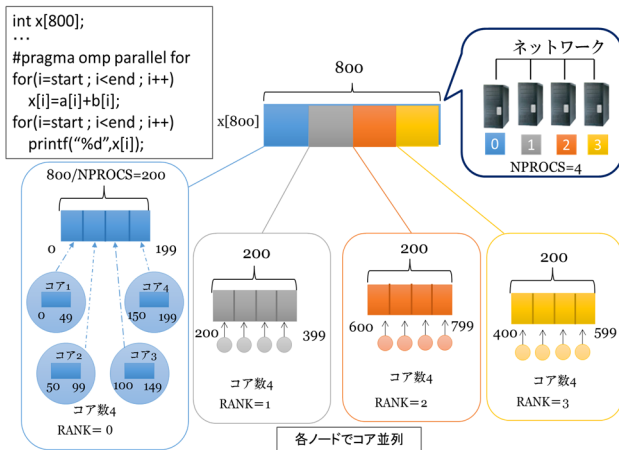 int x[800];
…
#pragma omp parallel for
for(i=start ; i<end ; i++)
x[i]=a[i]+b[i];
for(i=start ; i<end ; i++)
printf("%d",x[i]);
800
x[800]
ネットワーク
0 1 2 3
NPROCS=4
800/NPROCS=200
0 199
コア1
0 49
コア4
150 199
コア2
50 99
コア3
100 149
コア数4
RANK= 0
200
200 399
コア数4
RANK=1
200
600 799
コア数4
RANK=2
200
400 599
コア数4
RANK=3
各ノードでコア並列